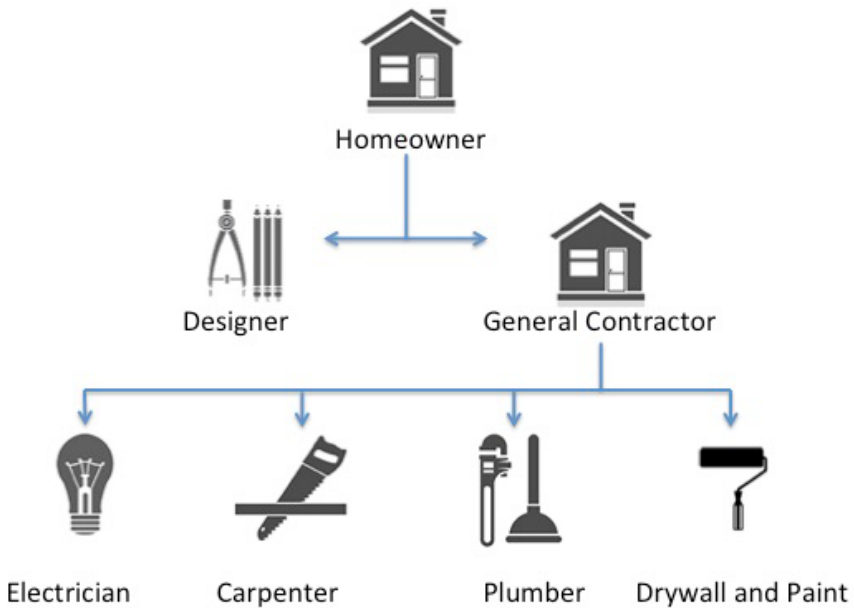 Homeowner
Designer
General Contractor
Electrician
Carpenter
Plumber
Drywall and Paint